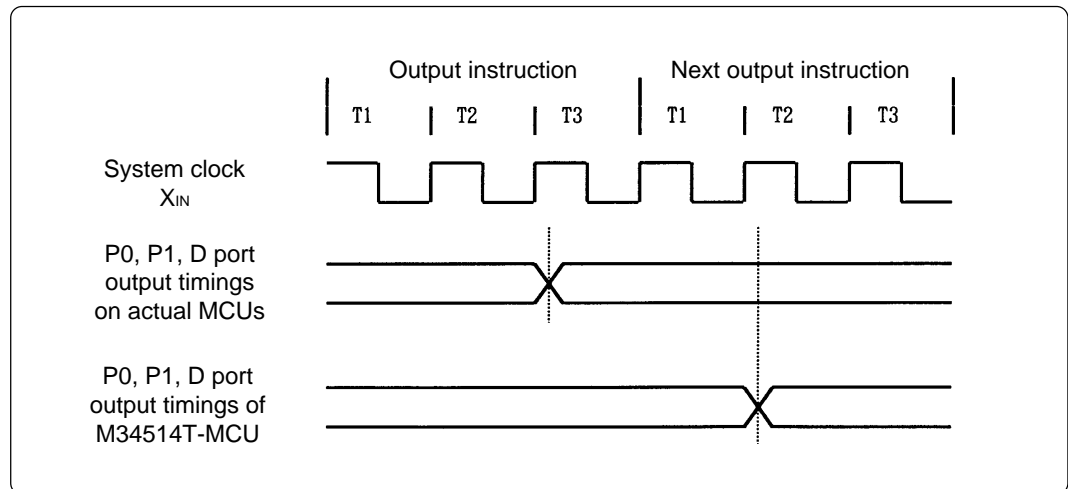 Output instruction Next output instruction
T1 T2 T3 T1 T2 T3
System clock
XIN
P0, P1, D port
output timings
on actual MCUs
P0, P1, D port
output timings of
M34514T-MCU